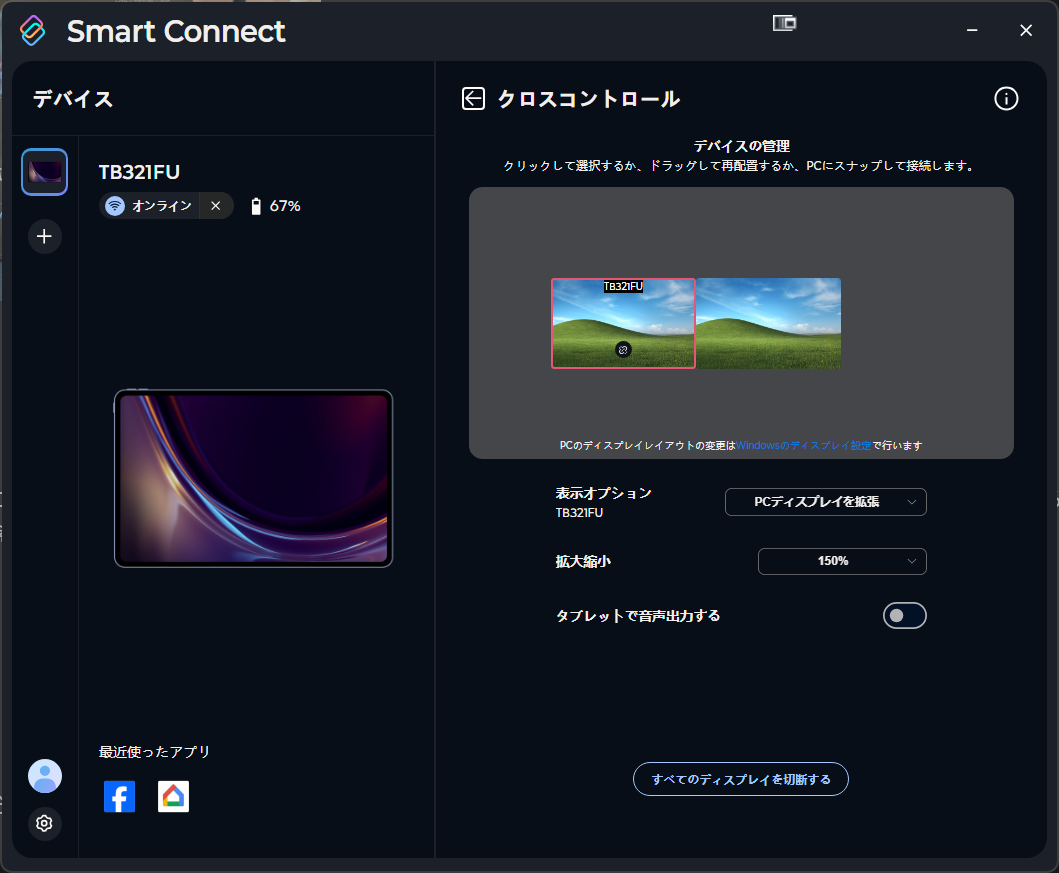 Smart Connect
デバイス
TB321FU
オンライン
67%
最近使ったアプリ
クロスコントロール
デバイスの管理
クリックして選択するか、ドラッグして再配置するか、PCにスナップして接続します。
TB321FU
PCのディスプレイレイアウトの変更はWindowsのディスプレイ設定で行います
表示オプション
TB321FU
PCディスプレイを拡張
拡大縮小
150%
タブレットで音声出力する
すべてのディスプレイを切断する